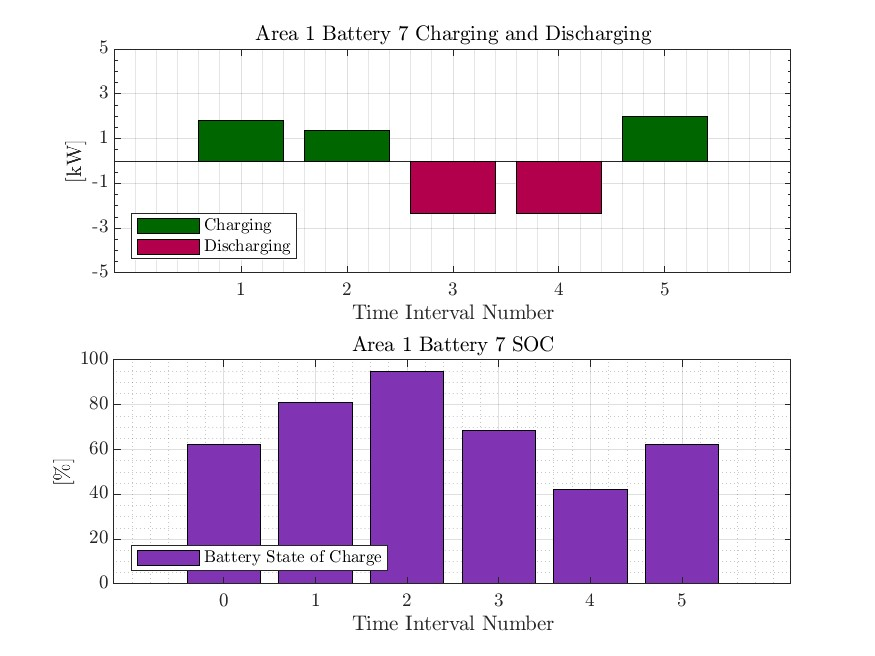 Area 1 Battery 7 Charging and Discharging
5
3
1
-1
-3
-5
[kW]
Charging
Discharging
1 2 3 4 5
Time Interval Number
Area 1 Battery 7 SOC
100
80
60
40
20
0
[%]
Battery State of Charge
0 1 2 3 4 5
Time Interval Number